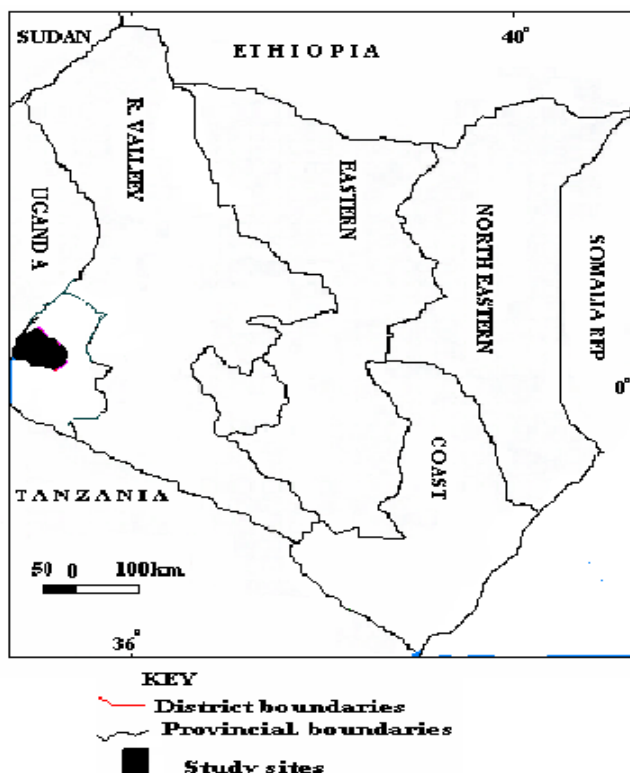 SUDAN
ETHIOPIA
40°
R. VALLEEY
EASTERN
UGANDA
NORTH EASTERN
SOMALIA REP
0°
COAST
TANZANIA
50 0 100km.
36°
KEY
District boundaries
Provincial boundaries
Study sites